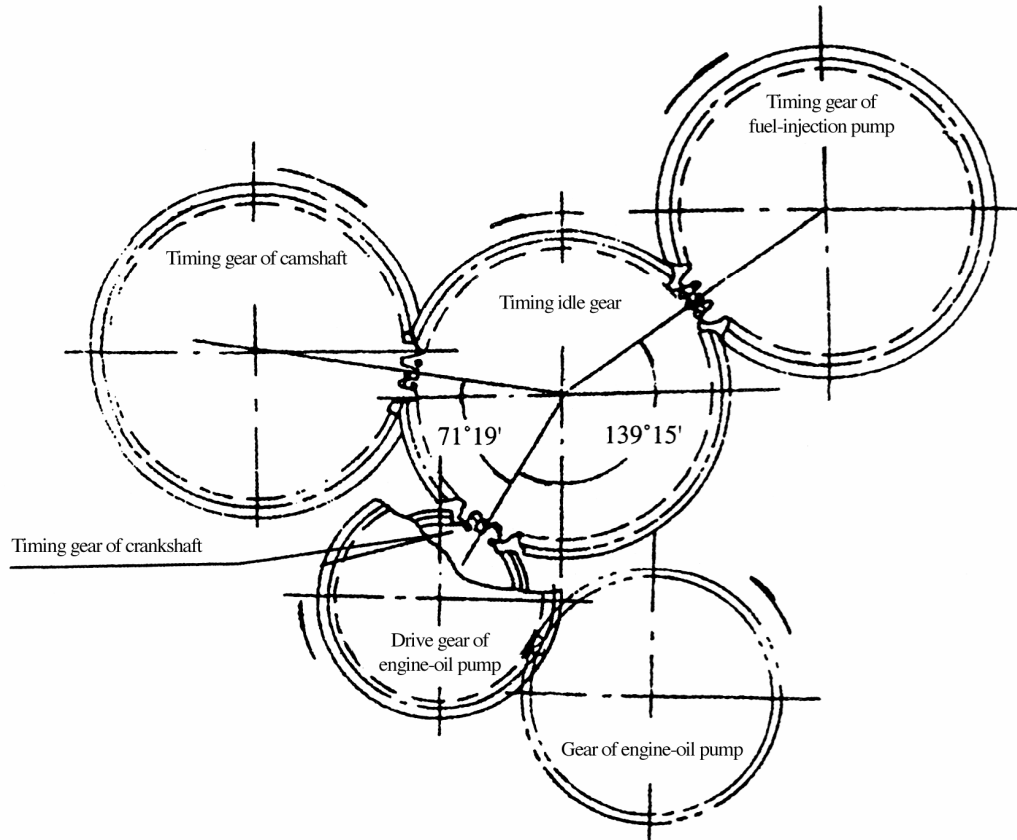 Timing gear of
fuel-injection pump
Timing gear of camshaft
Timing idle gear
71°19'
139°15'
Timing gear of crankshaft
Drive gear of
engine-oil pump
Gear of engine-oil pump